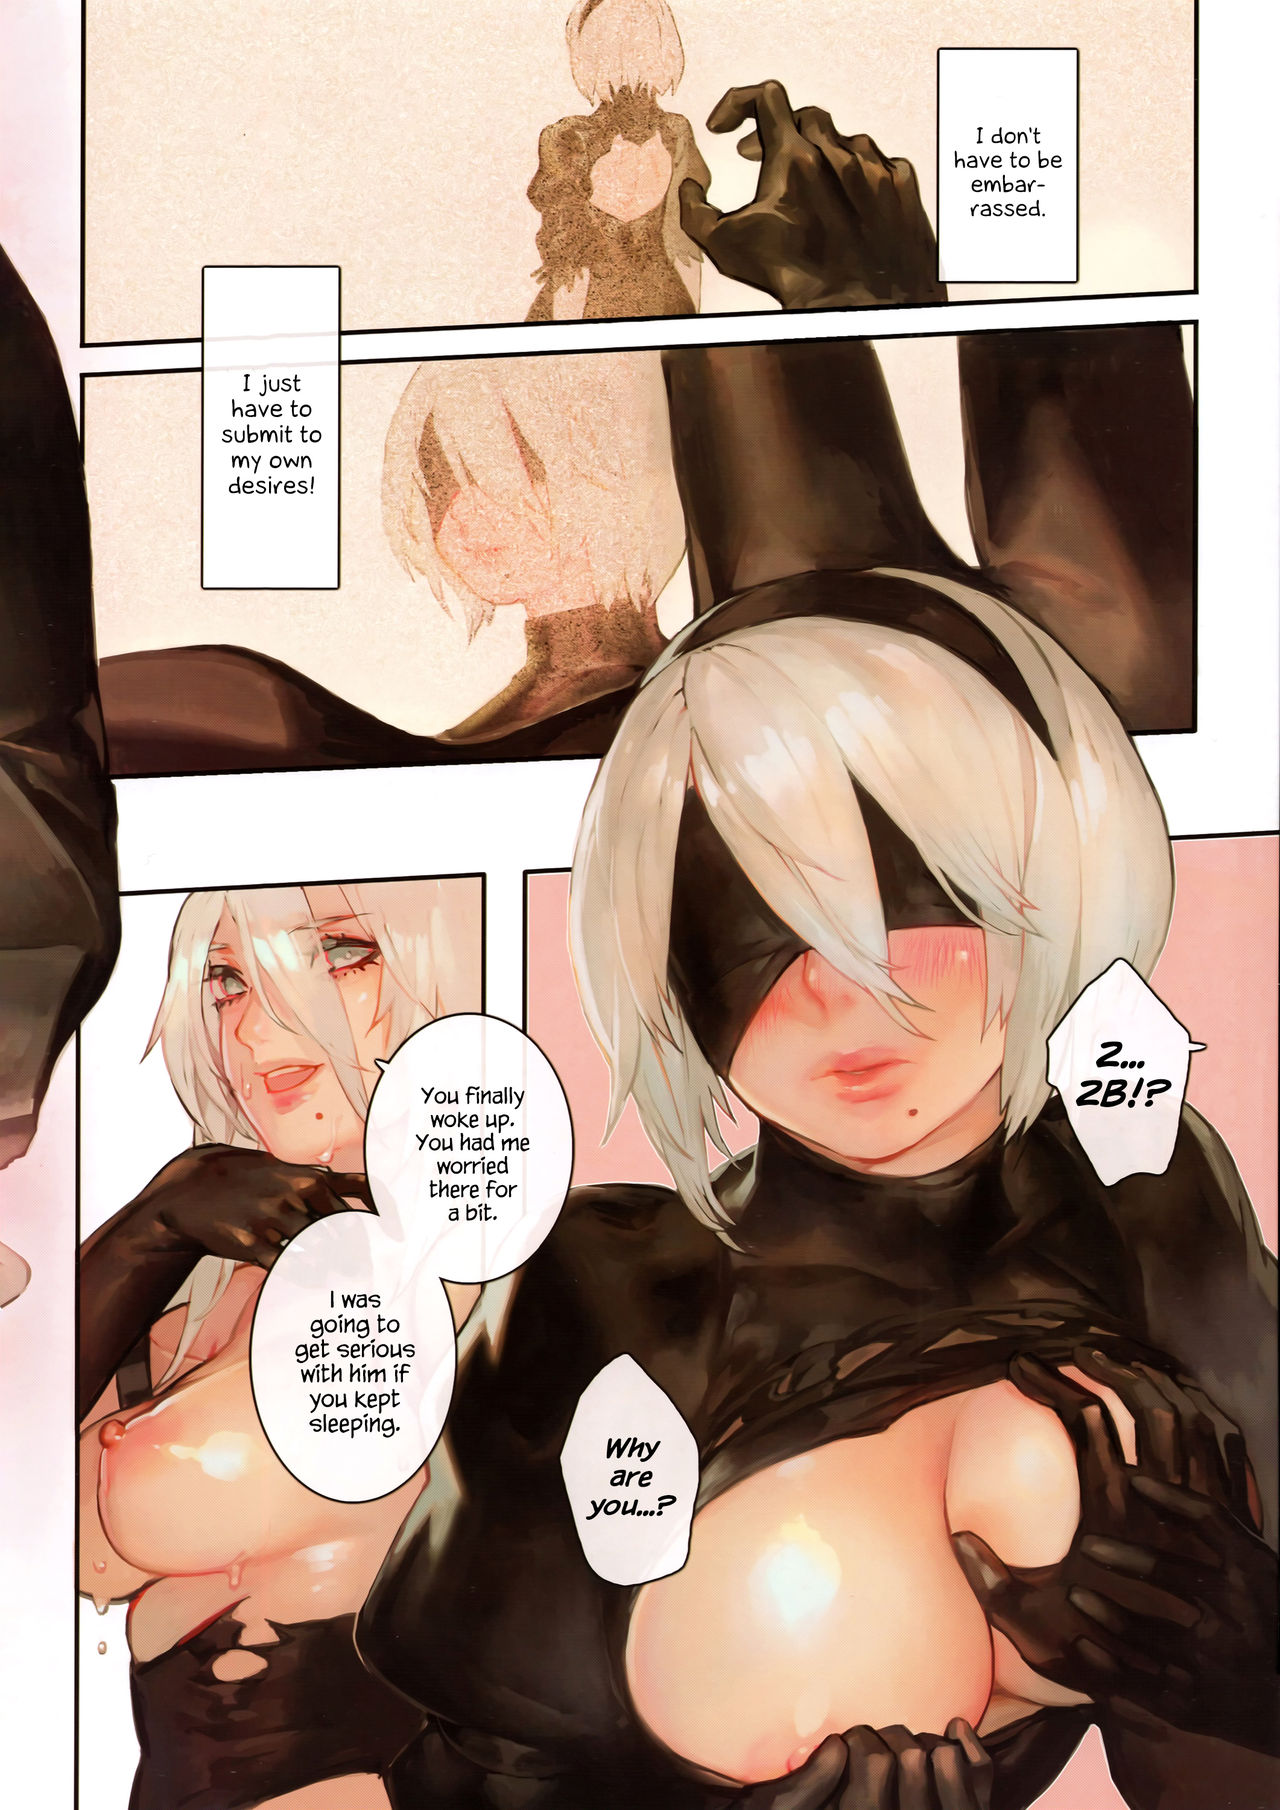 I don't
have to be
embar-
rassed.
I just
have to
submit to
my own
desires!
2...
2B!?
Why
are
you...?
You finally
woke up.
You had me
worried
there for
a bit.
I was
going to
get serious
with him if
you kept
sleeping.